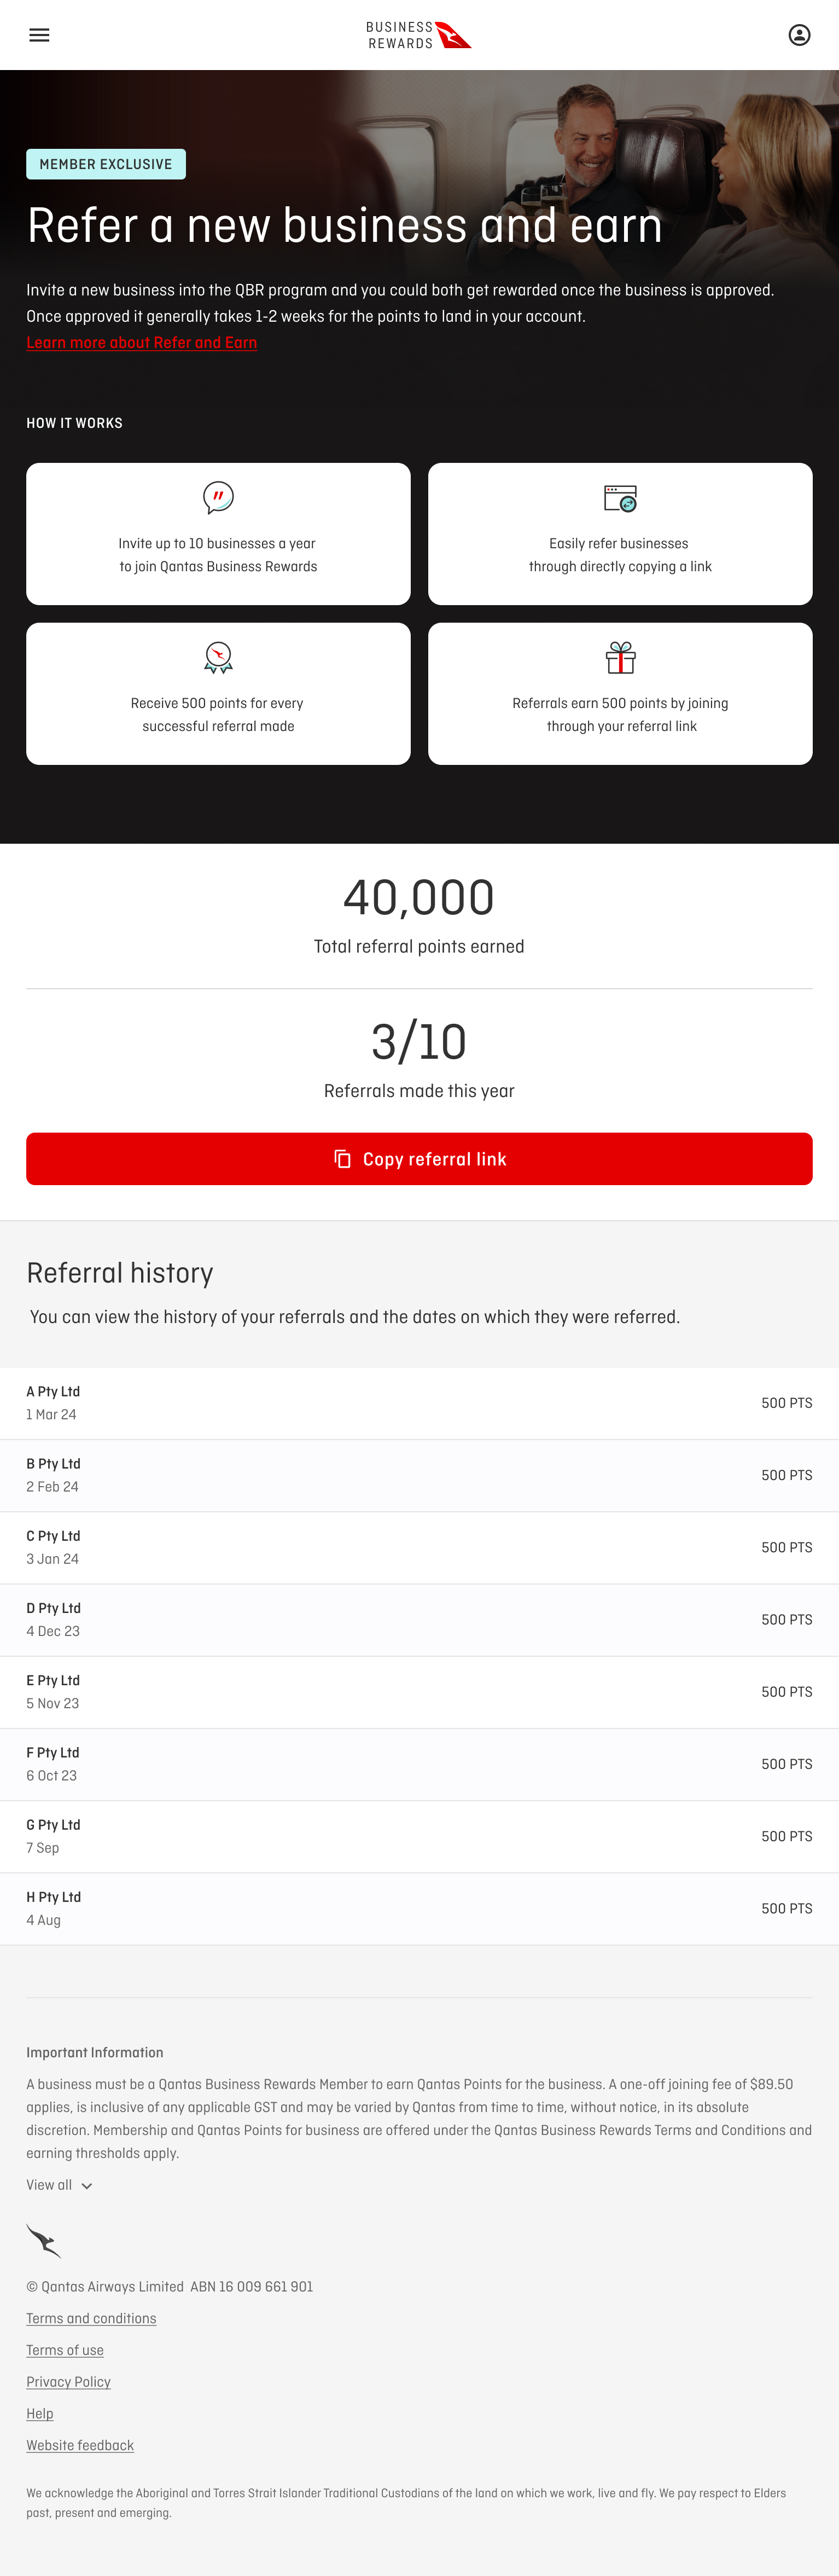 BUSINESS
REWARDS
MEMBER EXCLUSIVE
Refer a new business and earn
Invite a new business into the QBR program and you could both get rewarded once the business is approved.
Once approved it generally takes 1-2 weeks for the points to land in your account.
Learn more about Refer and Earn
HOW IT WORKS
Invite up to 10 businesses a year
to join Qantas Business Rewards
Easily refer businesses
through directly copying a link
Receive 500 points for every
successful referral made
Referrals earn 500 points by joining
through your referral link
40,000
Total referral points earned
3/10
Referrals made this year
Copy referral link
Referral history
You can view the history of your referrals and the dates on which they were referred.
A Pty Ltd
1 Mar 24
500 PTS
B Pty Ltd
2 Feb 24
500 PTS
C Pty Ltd
3 Jan 24
500 PTS
D Pty Ltd
4 Dec 23
500 PTS
E Pty Ltd
5 Nov 23
500 PTS
F Pty Ltd
6 Oct 23
500 PTS
G Pty Ltd
7 Sep
500 PTS
H Pty Ltd
4 Aug
500 PTS
Important Information
A business must be a Qantas Business Rewards Member to earn Qantas Points for the business. A one-off joining fee of $89.50
applies, is inclusive of any applicable GST and may be varied by Qantas from time to time, without notice, in its absolute
discretion. Membership and Qantas Points for business are offered under the Qantas Business Rewards Terms and Conditions and
earning thresholds apply.
View all
© Qantas Airways Limited ABN 16 009 661 901
Terms and conditions
Terms of use
Privacy Policy
Help
Website feedback
We acknowledge the Aboriginal and Torres Strait Islander Traditional Custodians of the land on which we work, live and fly. We pay respect to Elders
past, present and emerging.